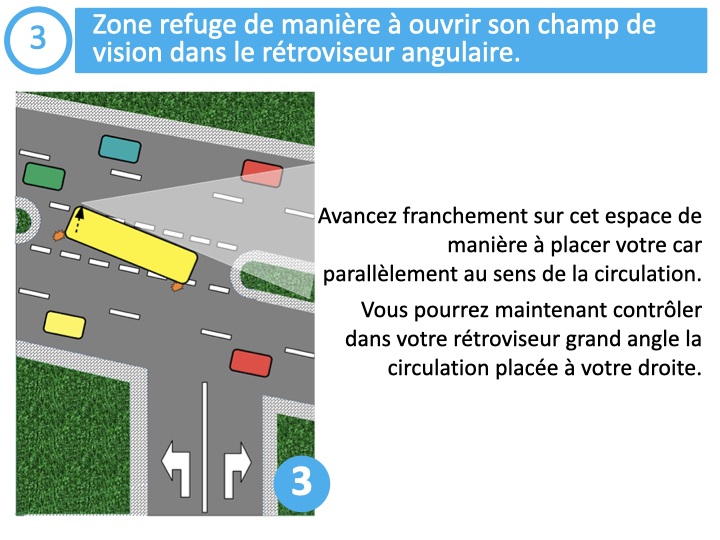 3
Zone refuge de manière à ouvrir son champ de
vision dans le rétroviseur angulaire.
Avancez franchement sur cet espace de
manière à placer votre car
parallèlement au sens de la circulation.
Vous pourrez maintenant contrôler
dans votre rétroviseur grand angle la
circulation placée à votre droite.
3